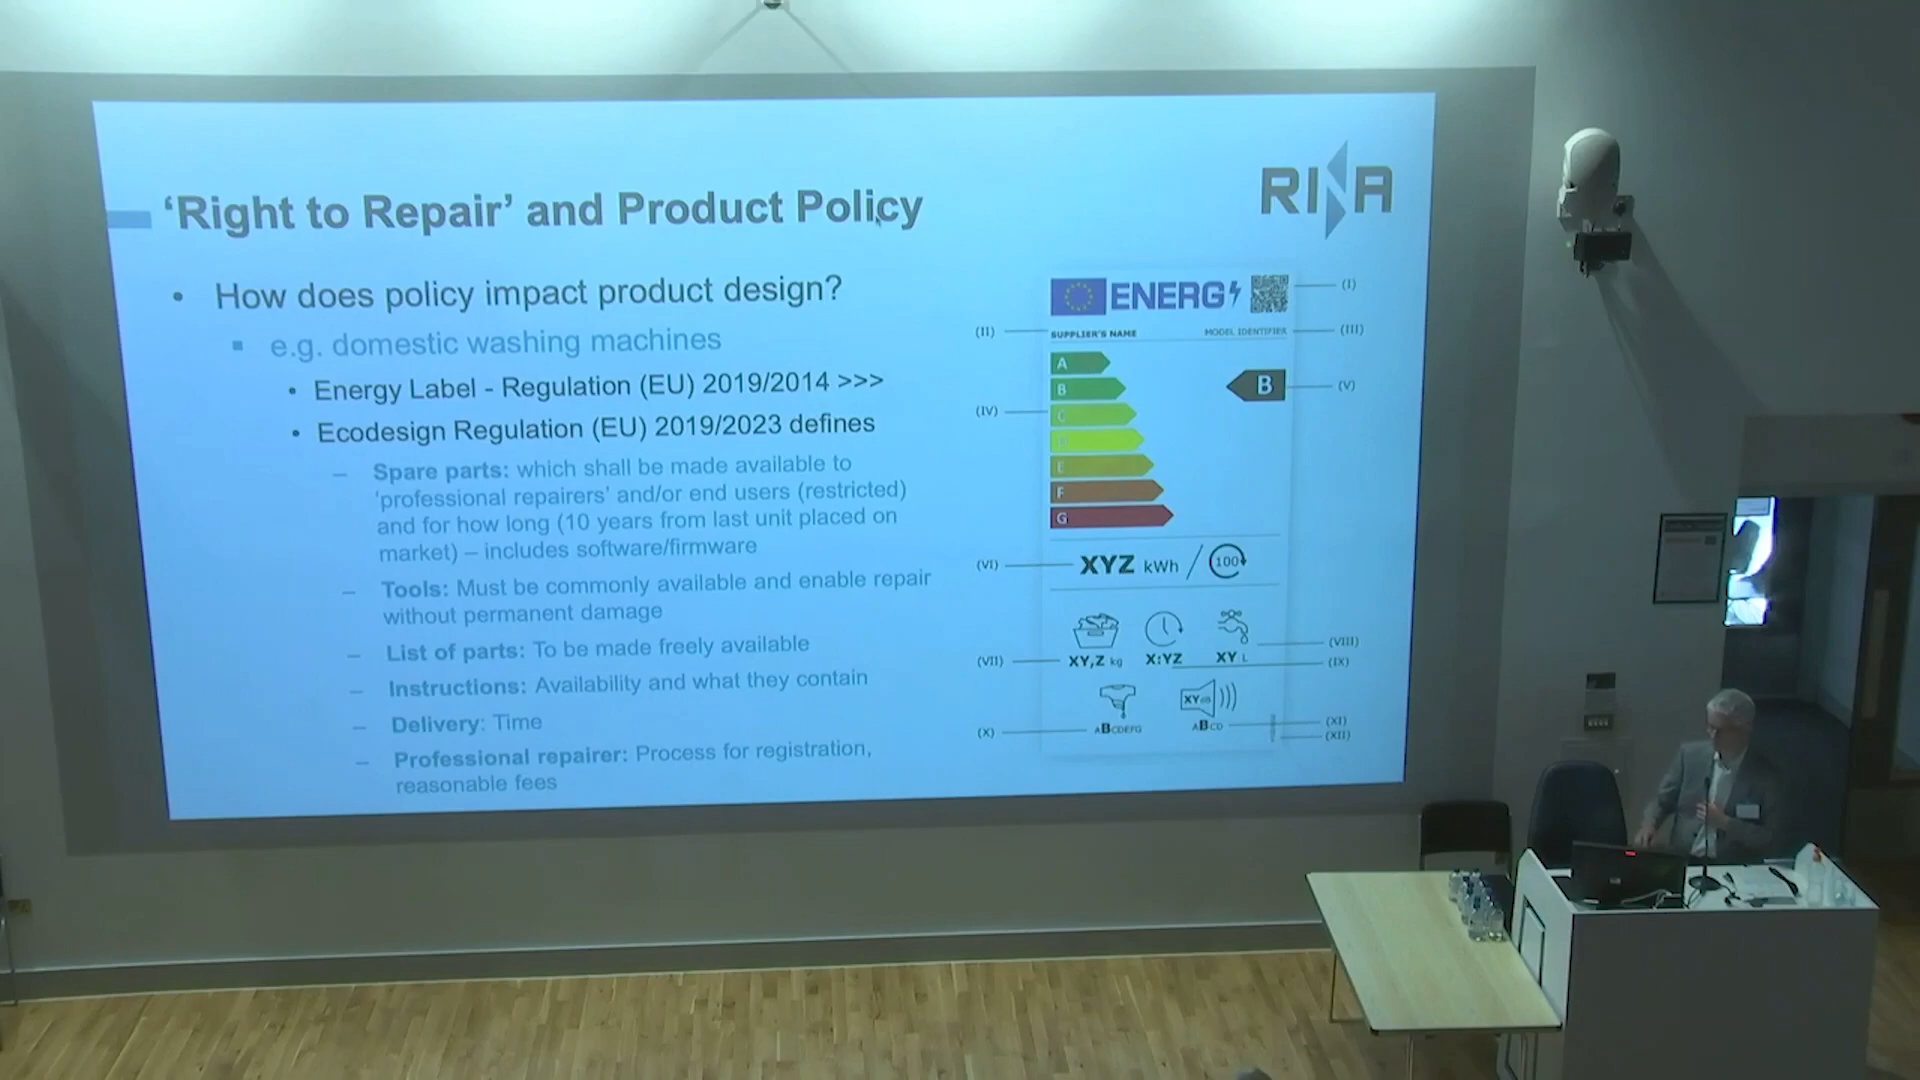 'Right to Repair' and Product Policy
RINA
• How does policy impact product design?
▪ e.g. domestic washing machines
• Energy Label - Regulation (EU) 2019/2014 >>>
• Ecodesign Regulation (EU) 2019/2023 defines
– Spare parts: which shall be made available to
'professional repairers' and/or end users (restricted)
and for how long (10 years from last unit placed on
market) – includes software/firmware
– Tools: Must be commonly available and enable repair
without permanent damage
– List of parts: To be made freely available
– Instructions: Availability and what they contain
– Delivery: Time
– Professional repairer: Process for registration,
reasonable fees
ENERG
(I)
(II)
SUPPLIER'S NAME
MODEL IDENTIFIER
(III)
A
B
B
(V)
(IV)
C
D
E
F
G
(VI)
XYZ kWh / 100
(VIII)
(VII)
XY,Z kg
X:YZ
XY L
(IX)
XY dB
(X)
ABCDEFG
ABCD
(XI)
(XII)